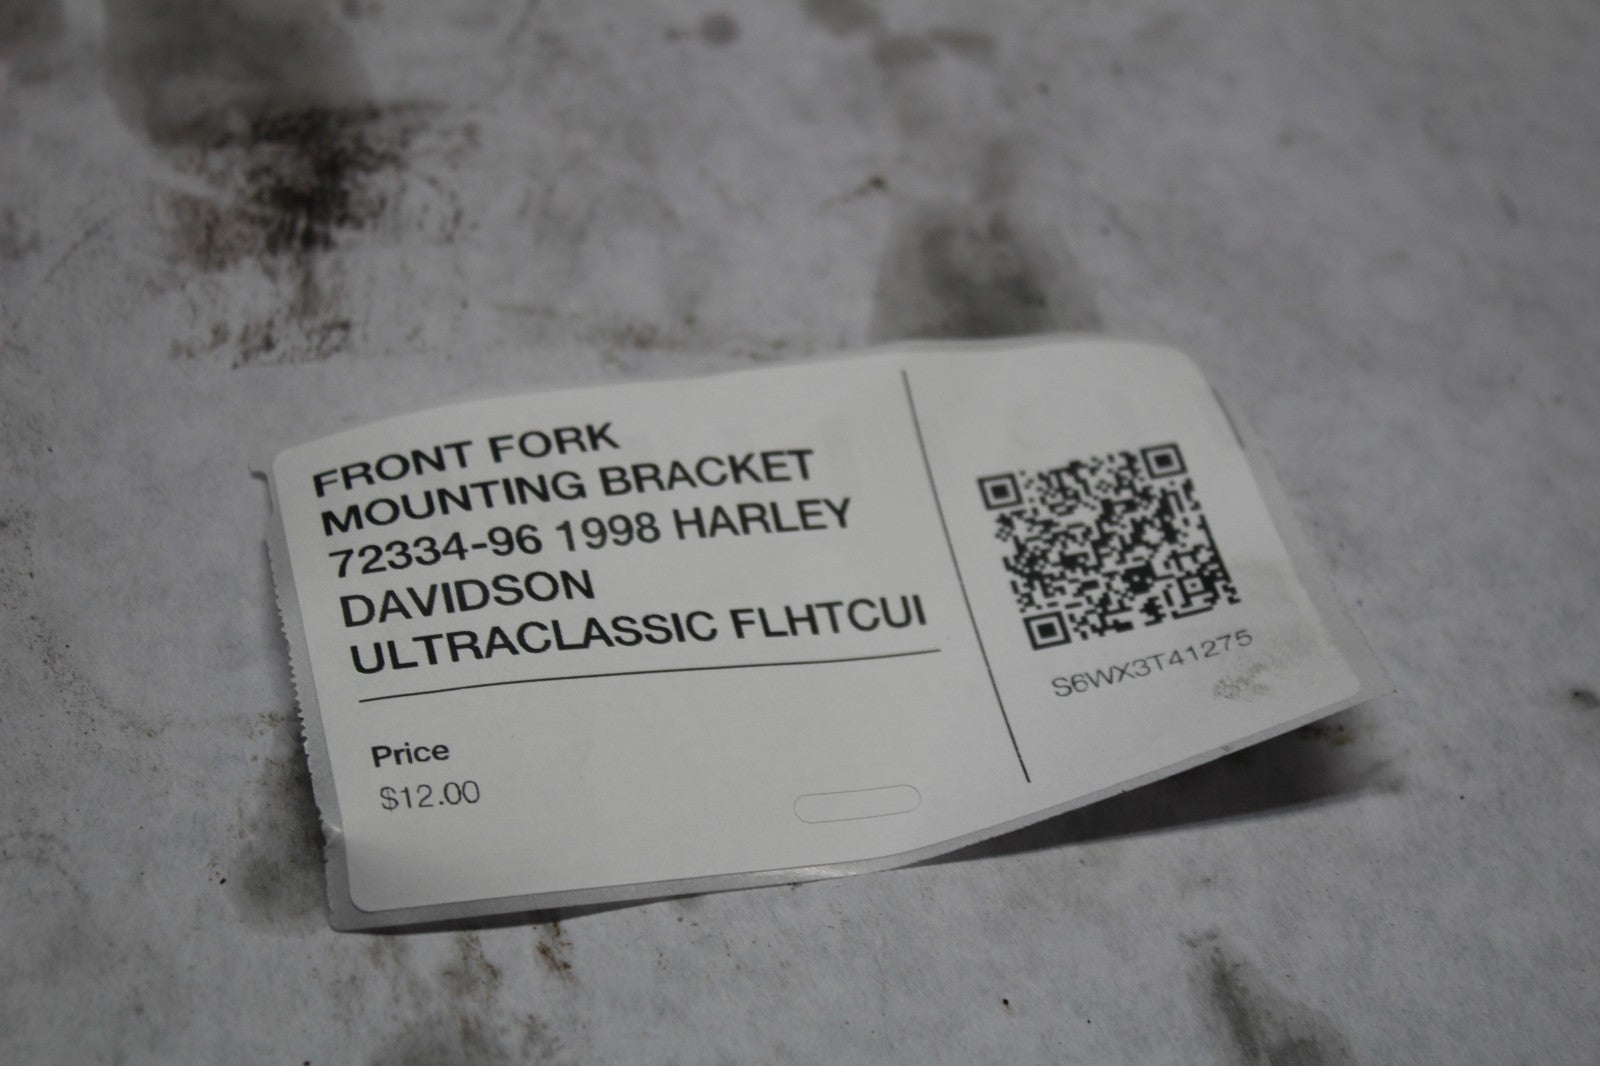 FRONT FORK
MOUNTING BRACKET
72334-96 1998 HARLEY
DAVIDSON
ULTRACLASSIC FLHTCUI
Price
$12.00
S6WX3T41275